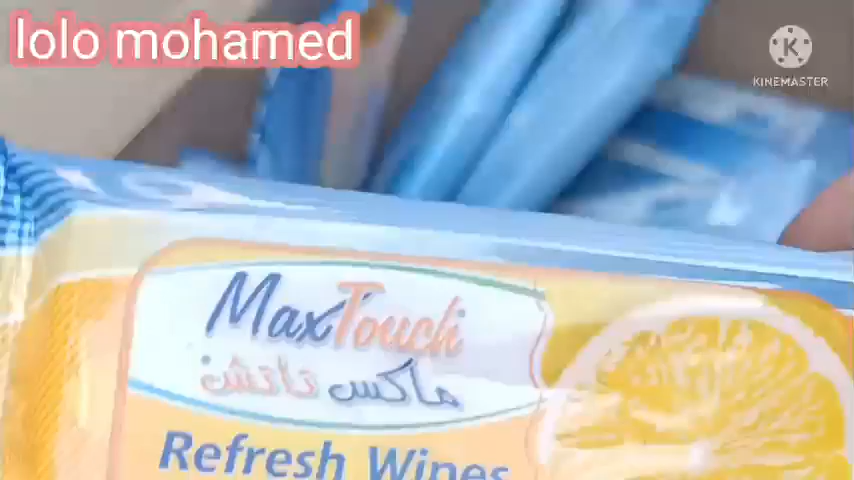 lolo mohamed
KINEMASTER
MaxTouch
ماكس تاتش
Refresh Wipes